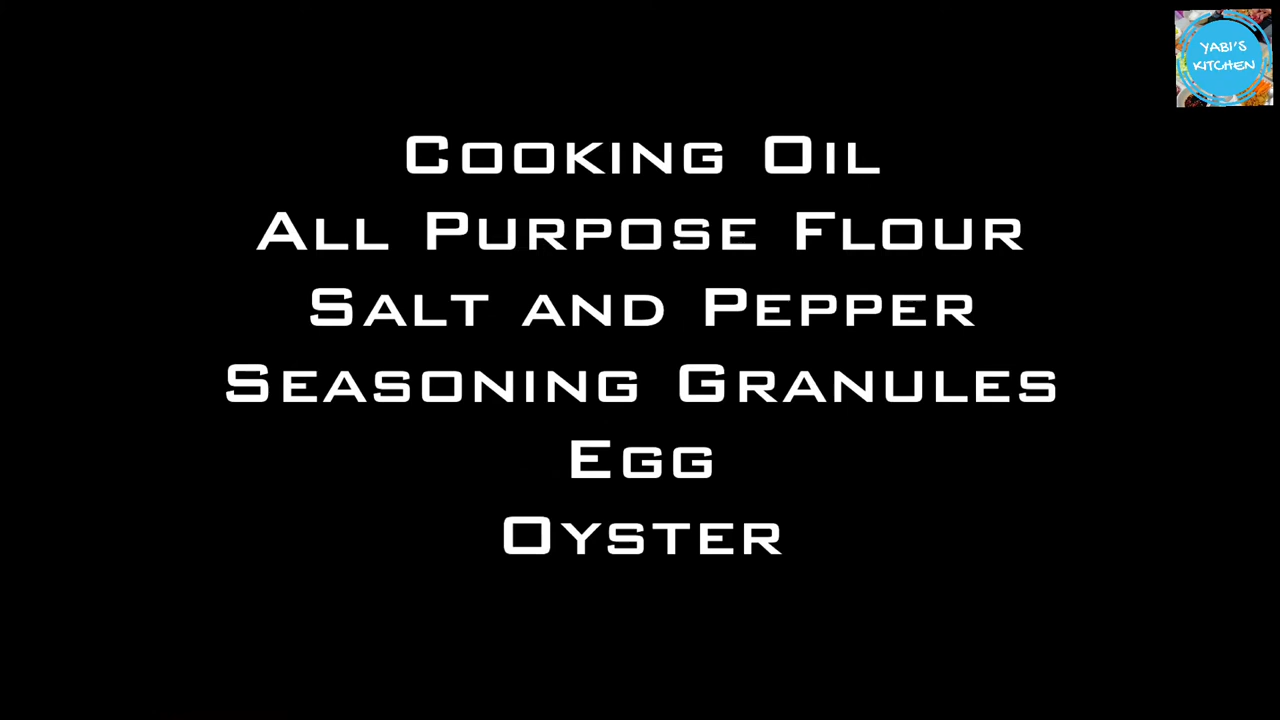 YABI'S
KITCHEN
Cooking Oil
All Purpose Flour
Salt and Pepper
Seasoning Granules
Egg
Oyster